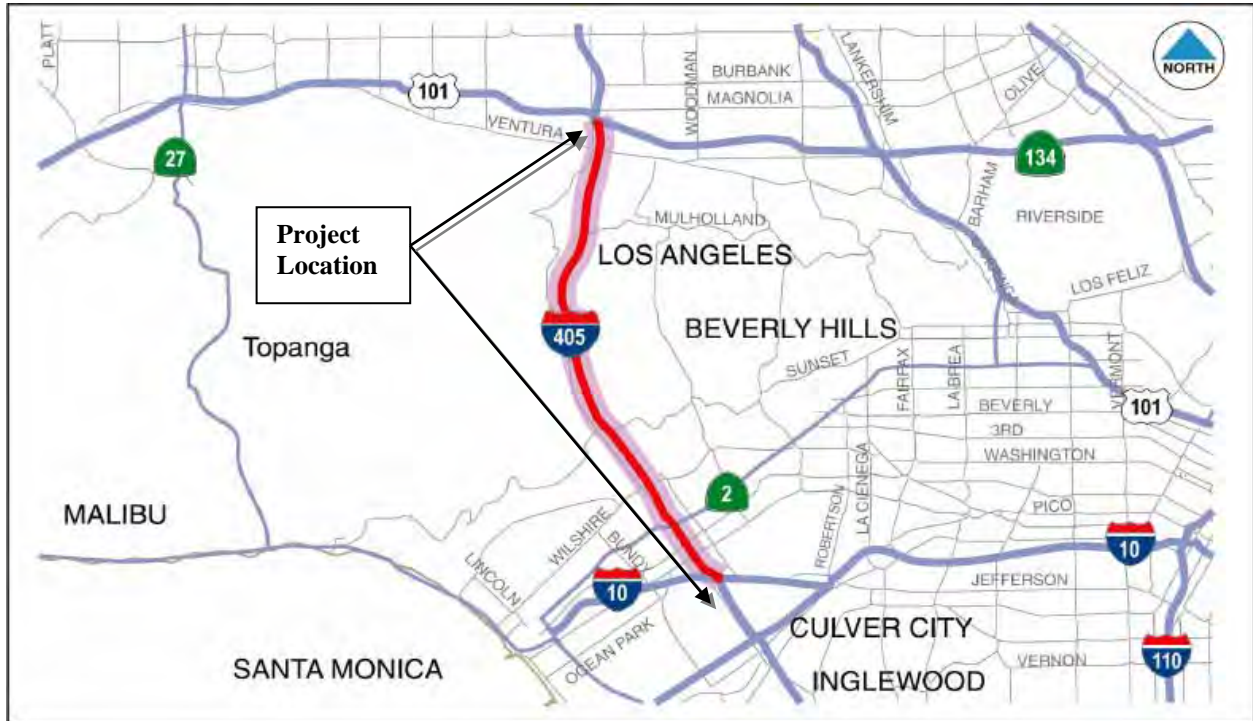 PLATT
101
VENTURA
WOODMAN
BURBANK
MAGNOLIA
LANKERSHIM
OLIVE
NORTH
27
134
BARHAM
RIVERSIDE
CAHUENGA
LOS FELIZ
Project
Location
MULHOLLAND
LOS ANGELES
BEVERLY HILLS
405
Topanga
SUNSET
FAIRFAX
LABREA
VERMONT
BEVERLY
101
3RD
WASHINGTON
2
LA CIENEGA
PICO
ROBERTSON
MALIBU
WILSHIRE
BUNDY
LINCOLN
10
10
JEFFERSON
OCEAN PARK
CULVER CITY
SANTA MONICA
INGLEWOOD
VERNON
110